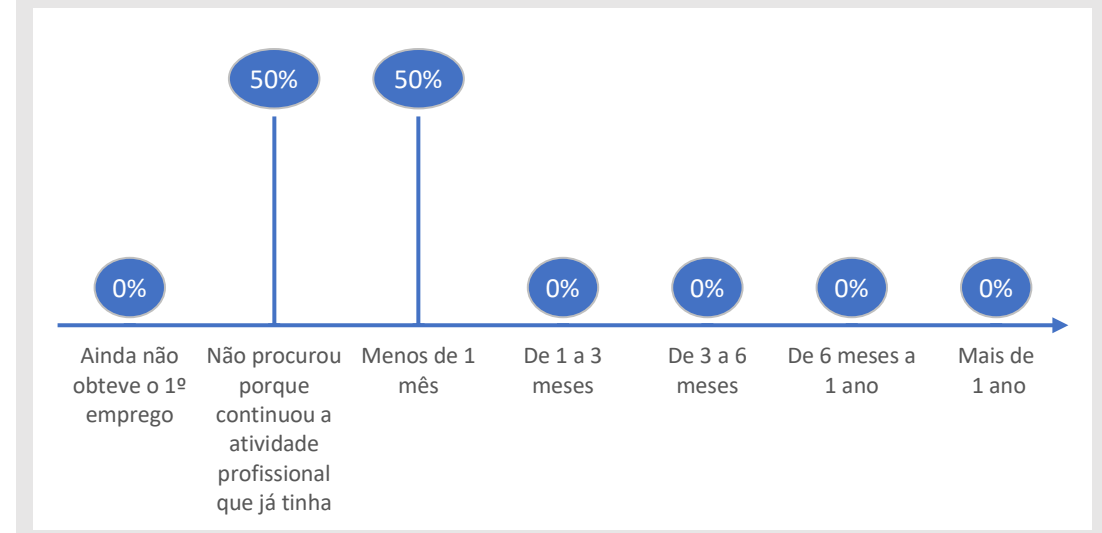 50%
50%
0%
0%
0%
0%
0%
Ainda não
obteve o 1º
emprego
Não procurou
porque
continuou a
atividade
profissional
que já tinha
Menos de 1
mês
De 1 a 3
meses
De 3 a 6
meses
De 6 meses a
1 ano
Mais de
1 ano